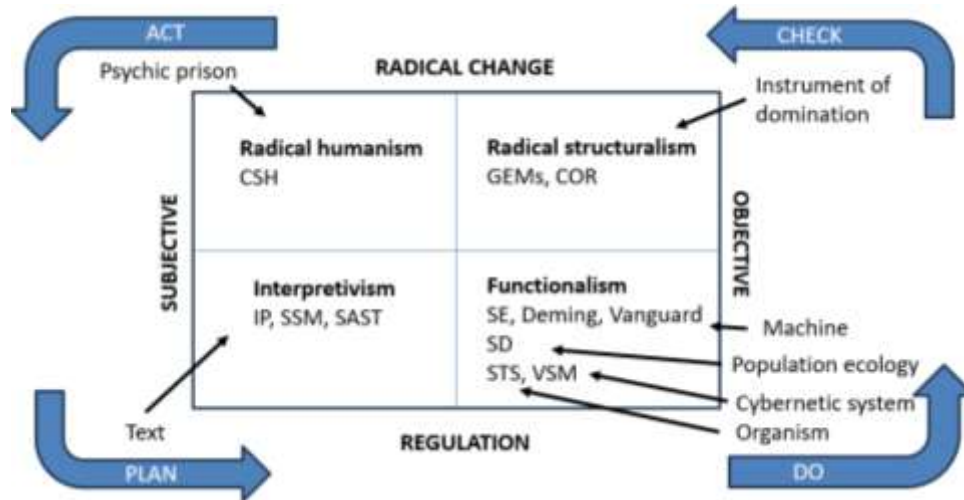 ACT
CHECK
Psychic prison
RADICAL CHANGE
Instrument of
domination
Radical humanism
CSH
Radical structuralism
GEMs, COR
SUBJECTIVE
OBJECTIVE
Interpretivism
IP, SSM, SAST
Functionalism
SE, Deming, Vanguard
SD
STS, VSM
Machine
Population ecology
Cybernetic system
Organism
Text
REGULATION
PLAN
DO